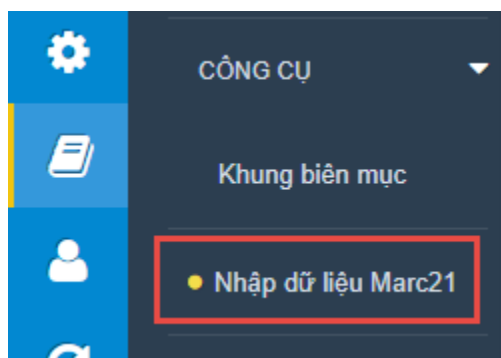 CÔNG CỤ
Khung biên mục
Nhập dữ liệu Marc21